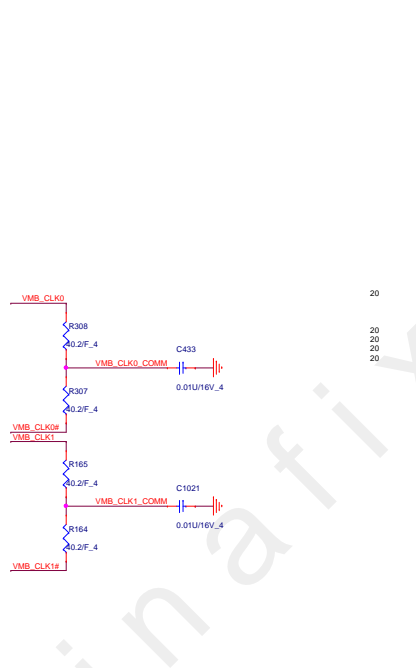 VMB_CLK0
20
R308
40.2/F_4
20
20
C433
20
VMB_CLK0_COMM
20
0.01U/16V_4
R307
40.2/F_4
VMB_CLK0#
VMB_CLK1
R165
40.2/F_4
C1021
VMB_CLK1_COMM
0.01U/16V_4
R164
40.2/F_4
VMB_CLK1#
inafix